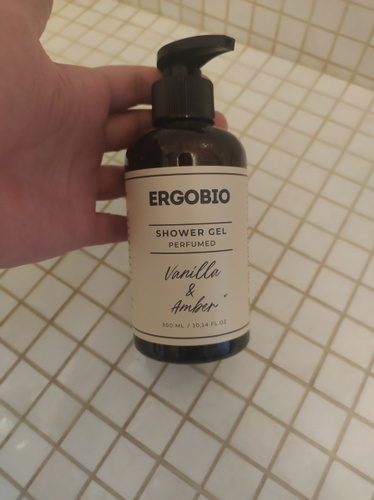 ERGOBIO
SHOWER GEL
PERFUMED
Vanilla
&
Amber
300 ML / 10.14 FL OZ